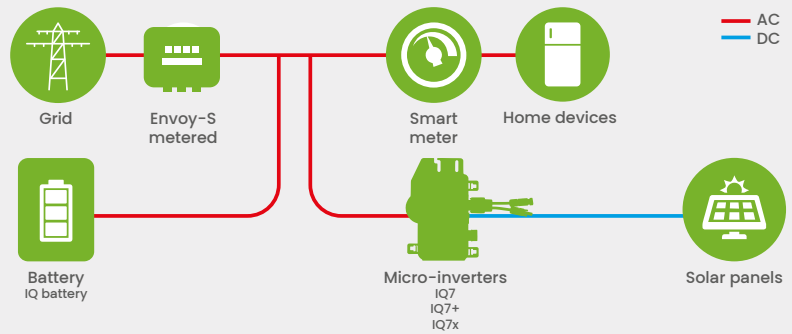 AC
DC
Grid
Envoy-S
metered
Smart
meter
Home devices
Battery
IQ battery
Micro-inverters
IQ7
IQ7+
IQ7x
Solar panels